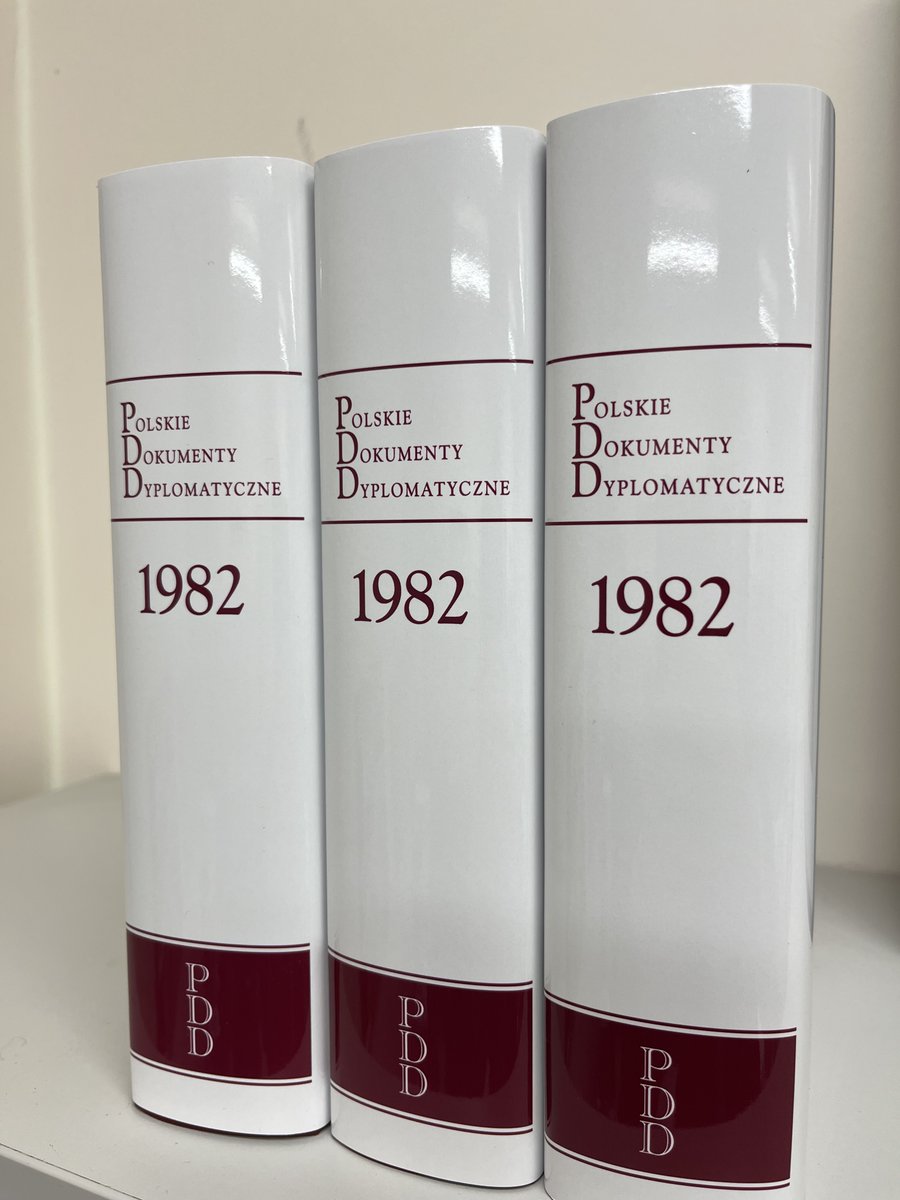 POLSKIE
DOKUMENTY
DYPLOMATYCZNE
1982
PDD
POLSKIE
DOKUMENTY
DYPLOMATYCZNE
1982
PDD
POLSKIE
DOKUMENTY
DYPLOMATYCZNE
1982
PDD